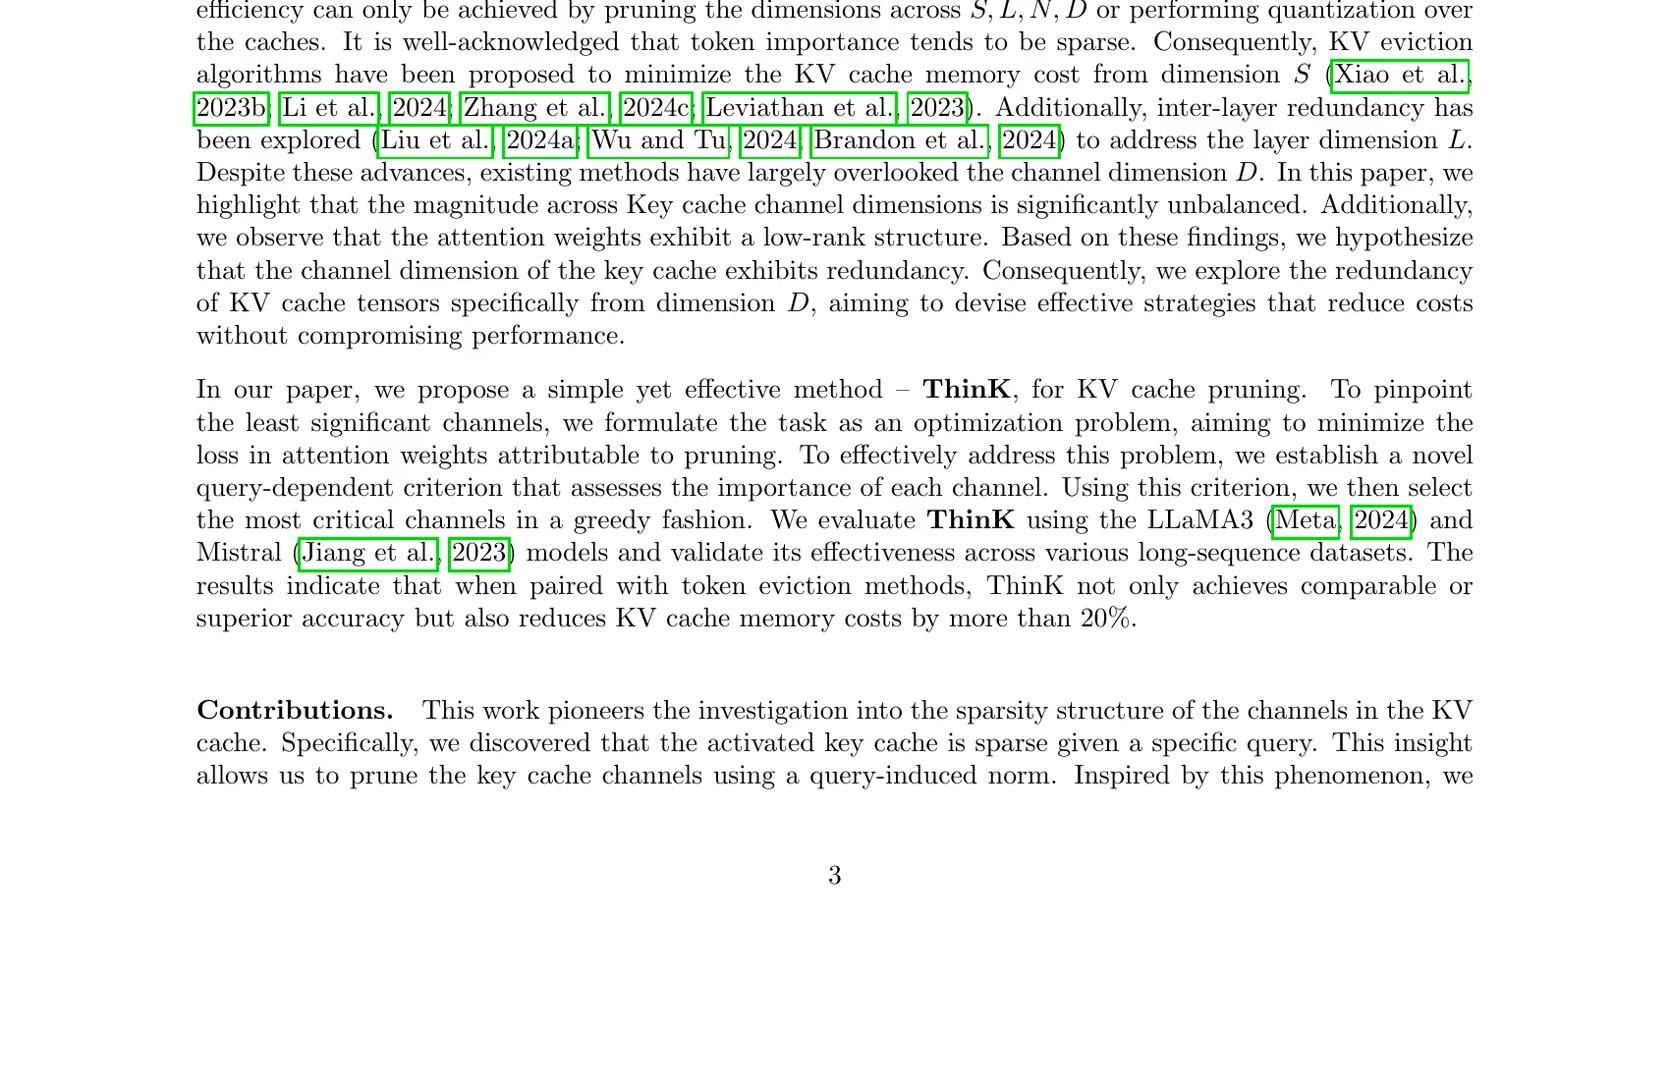 efficiency can only be achieved by pruning the dimensions across S, L, N, D or performing quantization over
the caches. It is well-acknowledged that token importance tends to be sparse. Consequently, KV eviction
algorithms have been proposed to minimize the KV cache memory cost from dimension S (Xiao et al.,
2023b; Li et al., 2024; Zhang et al., 2024c; Leviathan et al., 2023). Additionally, inter-layer redundancy has
been explored (Liu et al., 2024a; Wu and Tu, 2024; Brandon et al., 2024) to address the layer dimension L.
Despite these advances, existing methods have largely overlooked the channel dimension D. In this paper, we
highlight that the magnitude across Key cache channel dimensions is significantly unbalanced. Additionally,
we observe that the attention weights exhibit a low-rank structure. Based on these findings, we hypothesize
that the channel dimension of the key cache exhibits redundancy. Consequently, we explore the redundancy
of KV cache tensors specifically from dimension D, aiming to devise effective strategies that reduce costs
without compromising performance.
In our paper, we propose a simple yet effective method – ThinK, for KV cache pruning. To pinpoint
the least significant channels, we formulate the task as an optimization problem, aiming to minimize the
loss in attention weights attributable to pruning. To effectively address this problem, we establish a novel
query-dependent criterion that assesses the importance of each channel. Using this criterion, we then select
the most critical channels in a greedy fashion. We evaluate ThinK using the LLaMA3 (Meta, 2024) and
Mistral (Jiang et al., 2023) models and validate its effectiveness across various long-sequence datasets. The
results indicate that when paired with token eviction methods, ThinK not only achieves comparable or
superior accuracy but also reduces KV cache memory costs by more than 20%.
Contributions. This work pioneers the investigation into the sparsity structure of the channels in the KV
cache. Specifically, we discovered that the activated key cache is sparse given a specific query. This insight
allows us to prune the key cache channels using a query-induced norm. Inspired by this phenomenon, we
3